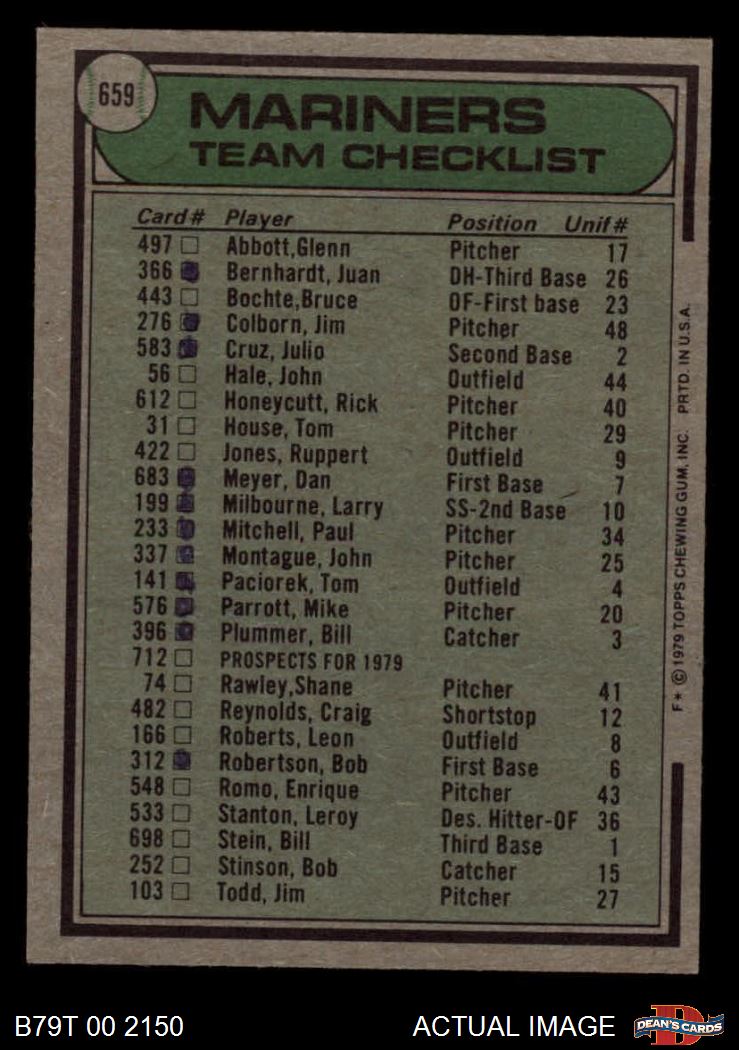 659
MARINERS
TEAM CHECKLIST
Card# Player Position Unif#
497 Abbott,Glenn Pitcher 17
366 Bernhardt, Juan DH-Third Base 26
443 Bochte,Bruce OF-First base 23
276 Colborn, Jim Pitcher 48
583 Cruz, Julio Second Base 2
56 Hale, John Outfield 44
612 Honeycutt, Rick Pitcher 40
31 House, Tom Pitcher 29
422 Jones, Ruppert Outfield 9
683 Meyer, Dan First Base 7
199 Milbourne, Larry SS-2nd Base 10
233 Mitchell, Paul Pitcher 34
337 Montague, John Pitcher 25
141 Paciorek, Tom Outfield 4
576 Parrott, Mike Pitcher 20
396 Plummer, Bill Catcher 3
712 PROSPECTS FOR 1979
74 Rawley,Shane Pitcher 41
482 Reynolds, Craig Shortstop 12
166 Roberts, Leon Outfield 8
312 Robertson, Bob First Base 6
548 Romo, Enrique Pitcher 43
533 Stanton, Leroy Des. Hitter-OF 36
698 Stein, Bill Third Base 1
252 Stinson, Bob Catcher 15
103 Todd, Jim Pitcher 27
F* © 1979 TOPPS CHEWING GUM, INC. PRTD. IN U.S.A.
B79T 00 2150 ACTUAL IMAGE
D
DEAN'S CARDS